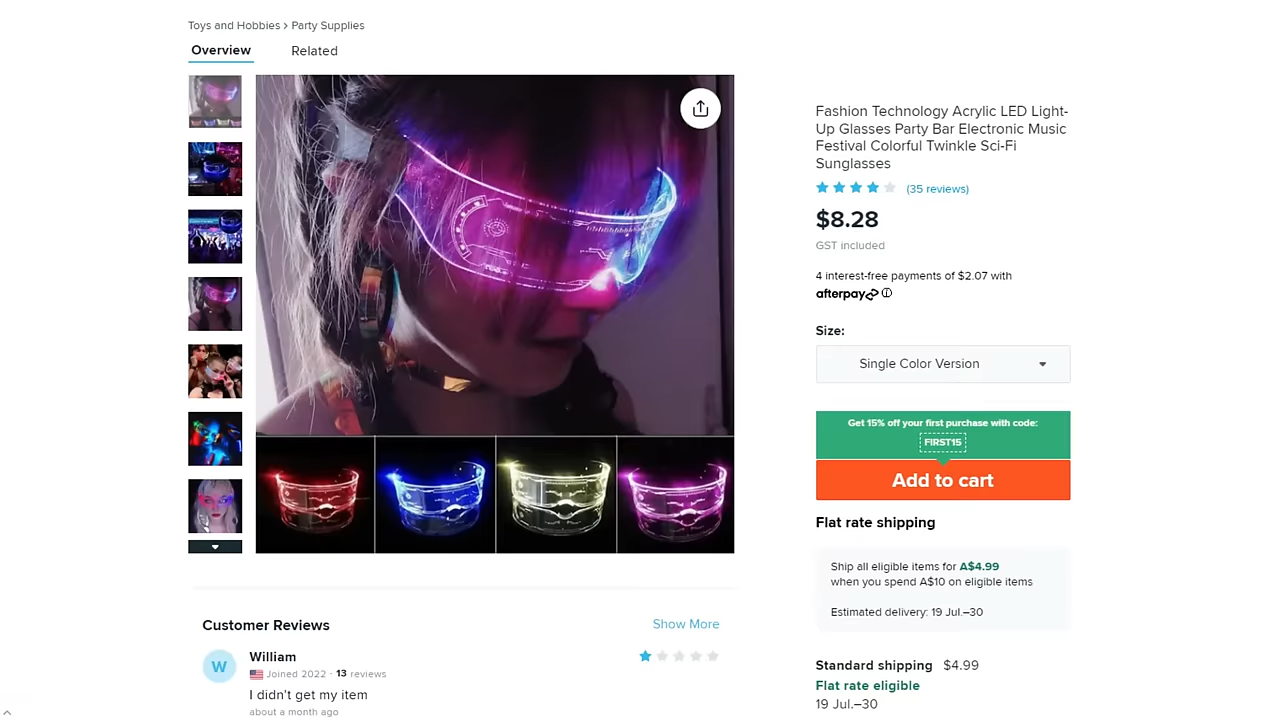 Toys and Hobbies › Party Supplies
Overview
Related
Fashion Technology Acrylic LED Light-
Up Glasses Party Bar Electronic Music
Festival Colorful Twinkle Sci-Fi
Sunglasses
(35 reviews)
$8.28
GST included
4 interest-free payments of $2.07 with
afterpay
Size:
Single Color Version
Get 15% off your first purchase with code:
FIRST15
Add to cart
Flat rate shipping
Ship all eligible items for A$4.99
when you spend A$10 on eligible items
Estimated delivery: 19 Jul.–30
Standard shipping $4.99
Flat rate eligible
19 Jul.–30
Customer Reviews
Show More
W
William
Joined 2022 · 13 reviews
I didn't get my item
about a month ago